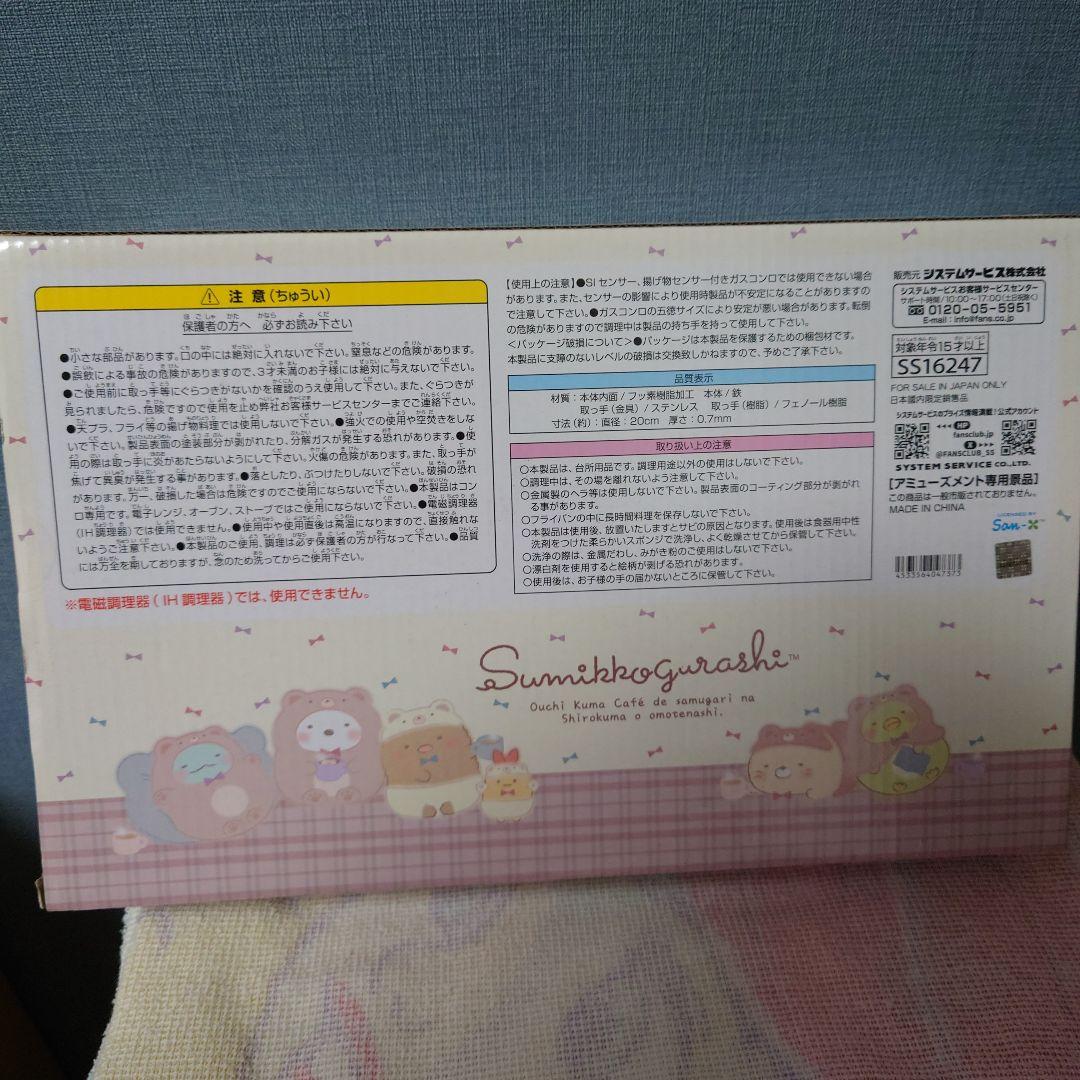 注意(ちゅうい)
保護者の方へ 必ずお読み下さい
●小さな部品があります。口の中には絶対に入れないで下さい。窒息などの危険があります。
●誤飲による事故の危険がありますので、3才未満のお子様には絶対に与えないで下さい。
●ご使用前に取っ手等にぐらつきがないかを確認のうえ使用して下さい。また、ぐらつきが
見られましたら、危険ですので使用を止め弊社お客様サービスセンターまでご連絡下さい。
●天プラ、フライ等の揚げ物料理では使用しないで下さい。●強火での使用や空焚きをしな
いで下さい。製品表面の塗装部分が剥がれたり、分解ガスが発生する恐れがあります。●使
用の際は取っ手に炎があたらないようにして下さい。火傷の危険があります。また、取っ手が
焦げて異臭が発生する事があります。●落としたり、ぶつけたりしないで下さい。破損の恐れ
があります。万一、破損した場合は危険ですのでご使用にならないで下さい。●本製品はコン
ロ専用です。電子レンジ、オーブン、ストーブではご使用にならないで下さい。●電磁調理器
(IH調理器)では使用できません。●使用中や使用直後は高温になりますので、直接触れな
いようご注意下さい。●本製品のご使用、調理は必ず保護者の方が行なって下さい。●品質
には万全を期しておりますが、念のため洗ってからご使用下さい。
※電磁調理器(IH調理器)では、使用できません。
【使用上の注意】●SIセンサー、揚げ物センサー付きガスコンロでは使用できない場合
があります。また、センサーの影響により使用時製品が不安定になることがありますの
で注意して下さい。●ガスコンロの五徳サイズにより安定が悪い場合があります。転倒
の危険がありますので調理中は製品の持ち手を持って使用して下さい。
<パッケージ破損について>●パッケージは本製品を保護するための梱包材です。
本製品に支障のないレベルの破損は交換致しかねますので、予めご了承下さい。
品質表示
材質:本体内面/フッ素樹脂加工 本体/鉄
取っ手(金具)/ステンレス 取っ手(樹脂)/フェノール樹脂
寸法(約):直径:20cm 厚さ:0.7mm
取り扱い上の注意
○本製品は、台所用品です。調理用途以外の使用はしないで下さい。
○調理中は、その場を離れないよう注意して下さい。
○金属製のヘラ等は使用しないで下さい。製品表面のコーティング部分が剥がれ
る事があります。
○フライパンの中に長時間料理を保存しないで下さい。
○本製品は使用後、放置いたしますとサビの原因となります。使用後は食器用中性
洗剤をつけた柔らかいスポンジで洗浄し、よく乾燥させてから保管して下さい。
○洗浄の際は、金属だわし、みがき粉のご使用はしないで下さい。
○漂白剤を使用すると絵柄が剥げる恐れがあります。
○使用後は、お子様の手の届かないところに保管して下さい。
販売元 システムサービス株式会社
システムサービスお客様サービスセンター
サポート時間/10:00~17:00(土日祝除く)
0120-05-5951
E-mail:info@fans.co.jp
対象年令15才以上
SS16247
FOR SALE IN JAPAN ONLY
日本国内限定販売品
システムサービスのプライズ情報満載!公式アカウント
HP
fansclub.jp
X
@FANSCLUB_SS
SYSTEM SERVICE CO.,LTD.
【アミューズメント専用景品】
この商品は一般市販されておりません。
MADE IN CHINA
LICENSED BY
San-X
4533564047373
Sumikkogurashi™
Ouchi Kuma Café de samugari na
Shirokuma o omotenashi.